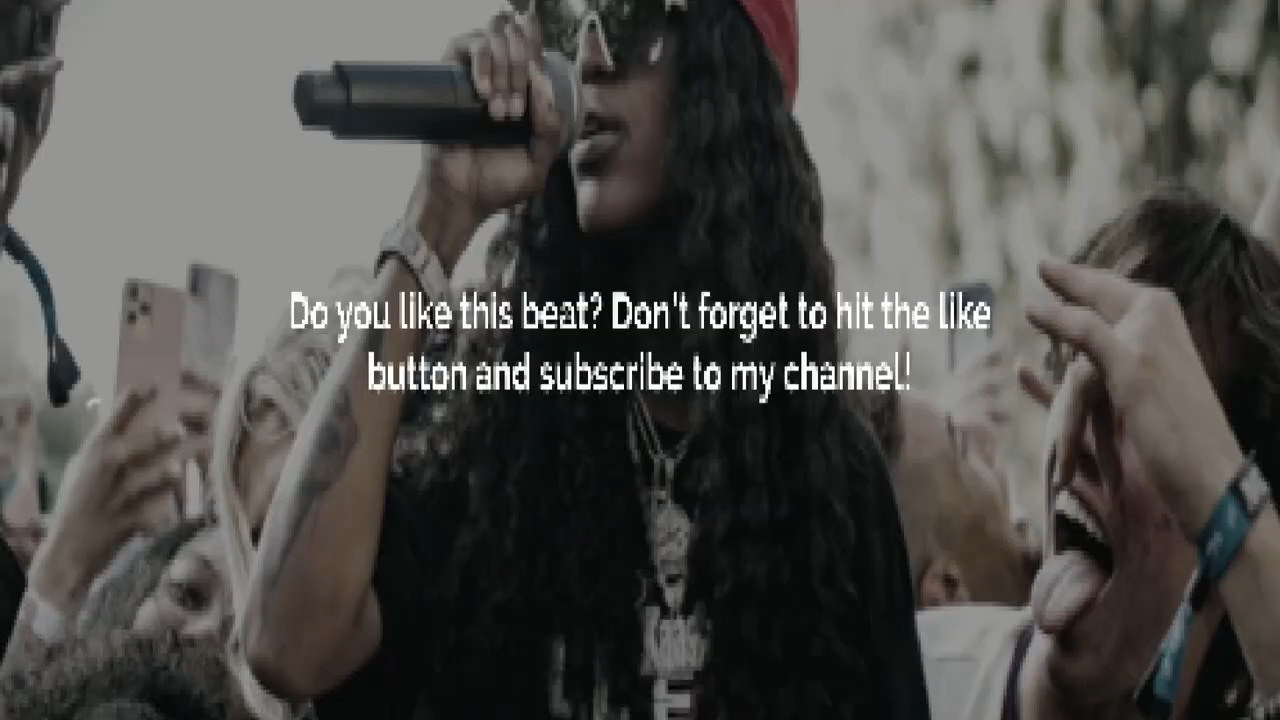 Do you like this beat? Don't forget to hit the like
button and subscribe to my channel!